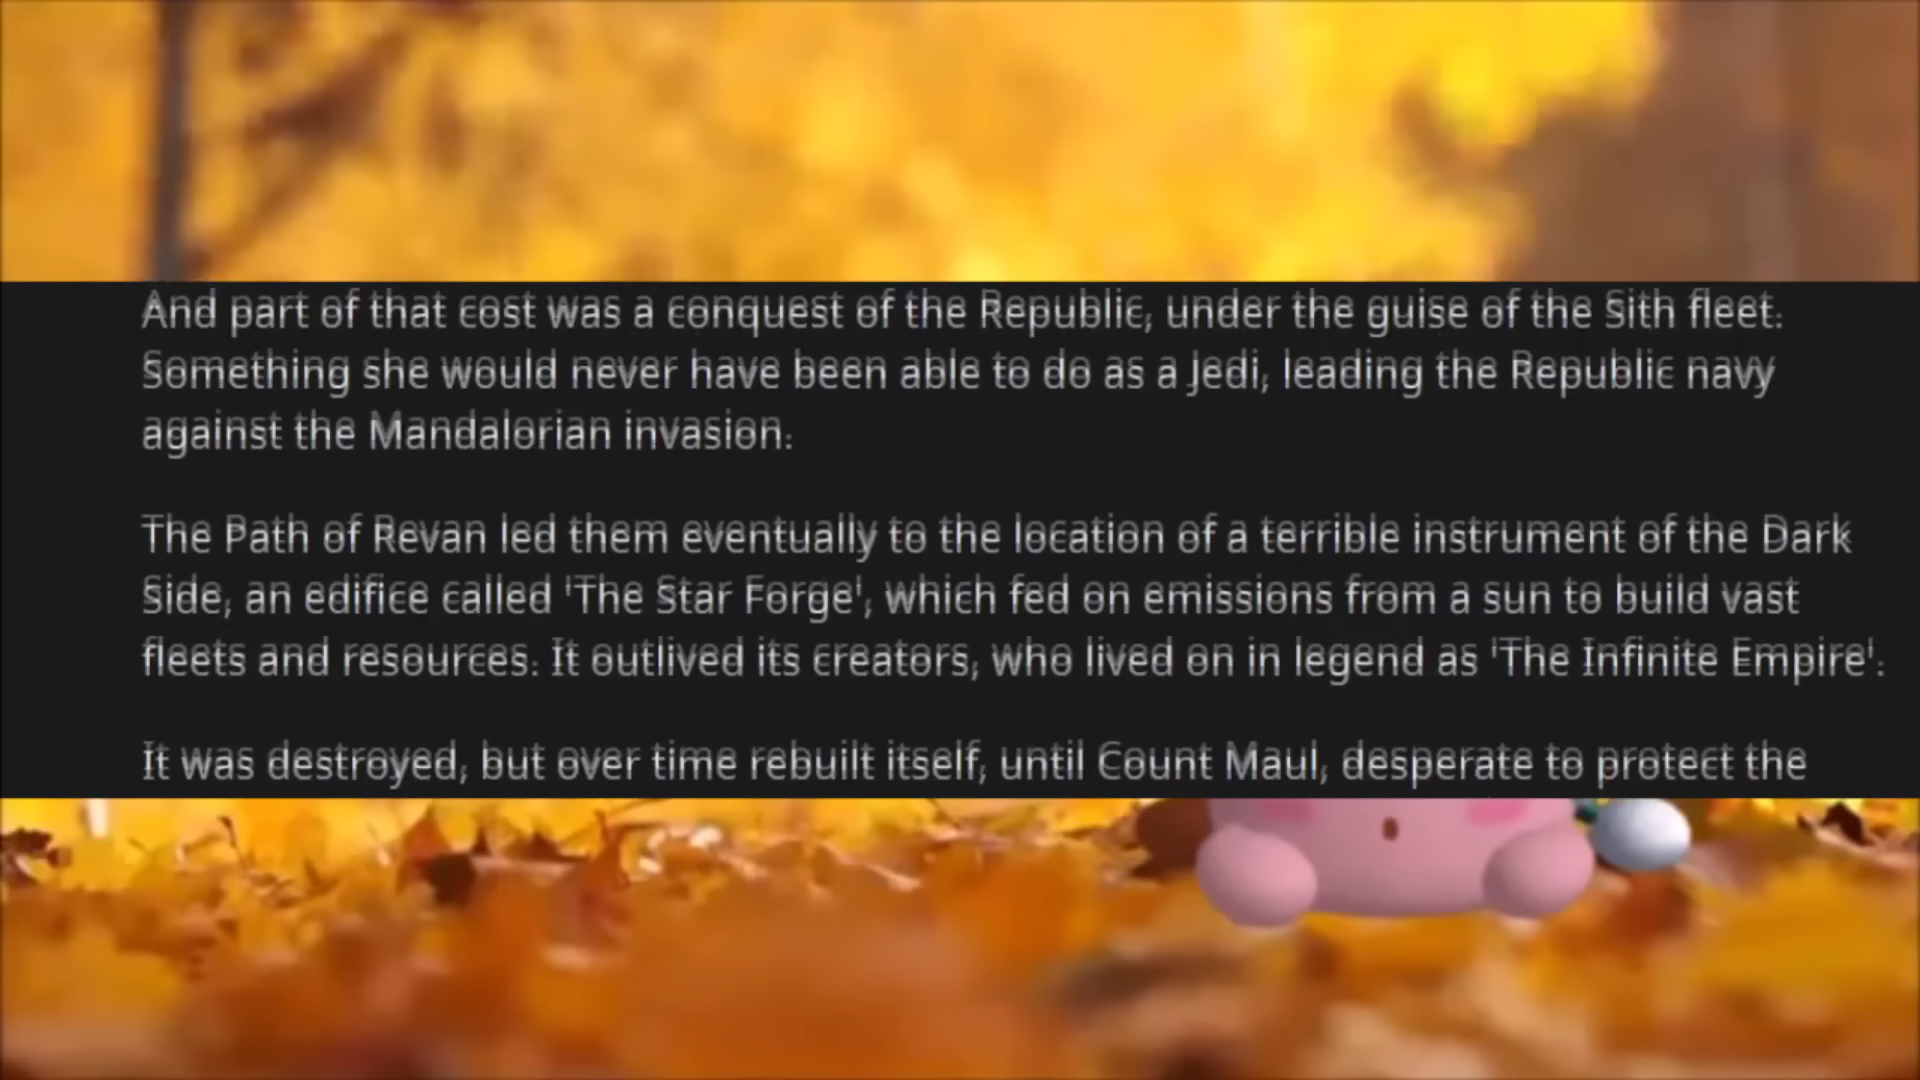 And part of that cost was a conquest of the Republic, under the guise of the Sith fleet.
Something she would never have been able to do as a Jedi, leading the Republic navy
against the Mandalorian invasion.
The Path of Revan led them eventually to the location of a terrible instrument of the Dark
Side, an edifice called 'The Star Forge', which fed on emissions from a sun to build vast
fleets and resources. It outlived its creators, who lived on in legend as 'The Infinite Empire'.
It was destroyed, but over time rebuilt itself, until Count Maul, desperate to protect the